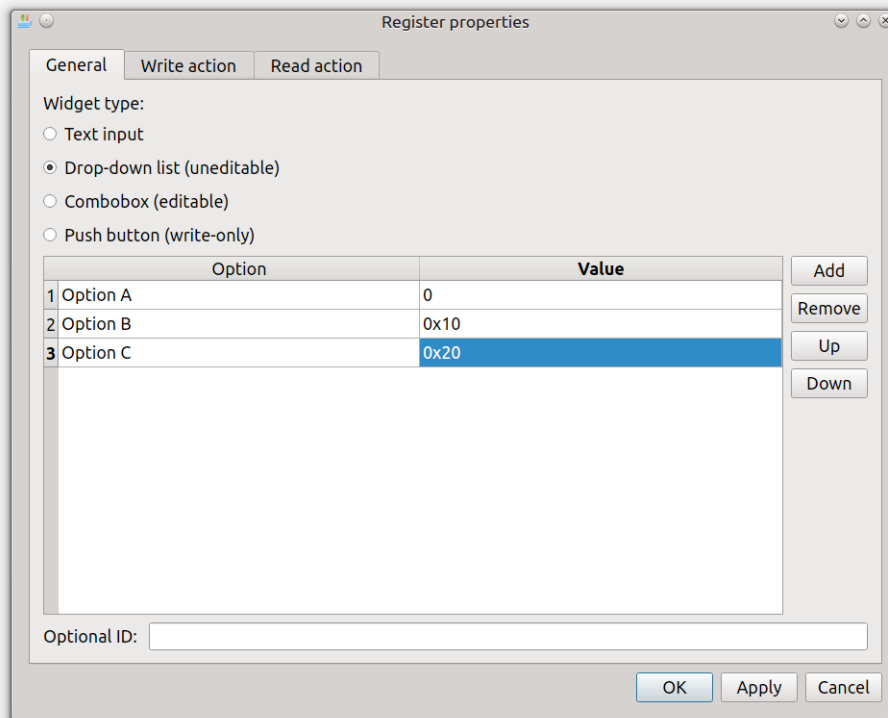 Register properties
General Write action Read action
Widget type:
Text input
Drop-down list (uneditable)
Combobox (editable)
Push button (write-only)
Option Value Add
1 Option A 0
Remove
2 Option B 0x10
Up
3 Option C 0x20
Down
Optional ID:
OK Apply Cancel